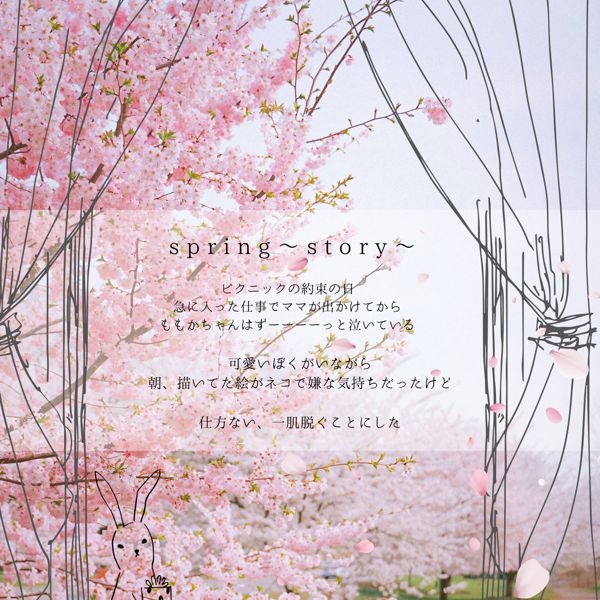 spring～story～
ピクニックの約束の日
急に入った仕事でママが出かけてから
ももかちゃんはずーーーーっと泣いている
可愛いぼくがいながら
朝、描いてた絵がネコで嫌な気持ちだったけど
仕方ない、一肌脱ぐことにした